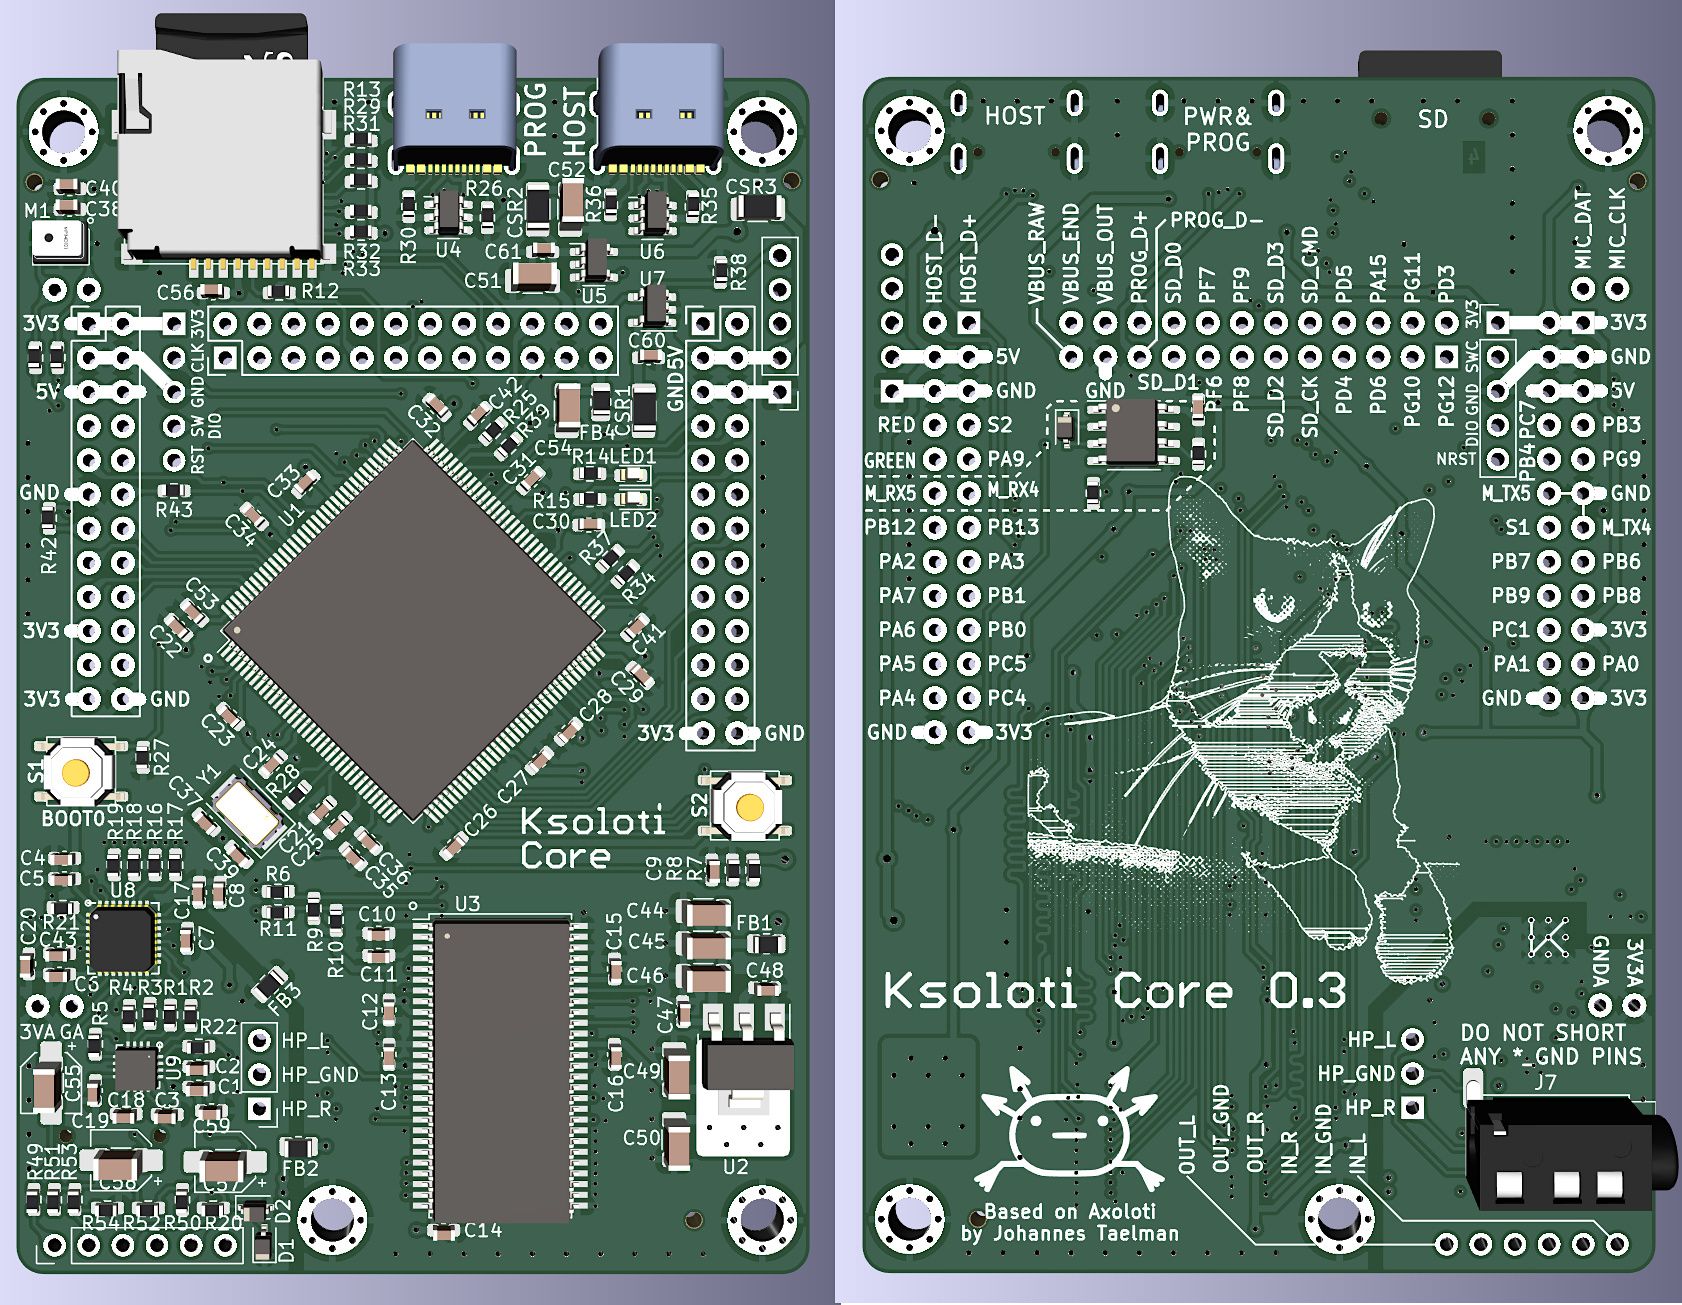 R13
R29
R31
PROG
HOST
C40
C38
M1
R32
R33
R30
U4
R26
CSR2
C52
R36
U6
R35
CSR3
C61
C51
U5
U7
R38
C56
R12
3V3
3V3
CLK
GND
5V
SW
DIO
RST
C60
5V
GND
C32
C42
R25
R39
C54
FB4
CSR1
C31
R14
LED1
R15
C30
LED2
C33
U1
C34
R43
GND
R42
R37
R34
C53
C22
C41
C29
3V3
3V3
GND
C28
3V3
GND
C23
C24
C27
S1
R27
BOOT0
C37
Y1
R28
C21
C25
C26
C36
C35
C36
Ksoloti
Core
S2
R19
R18
R16
R17
C4
C5
U8
C17
C8
R6
R11
R9
R10
C10
C11
U3
C15
C9
R8
R7
C44
FB1
C45
C46
C48
C47
C20
R21
C43
C7
FB3
R4
R3
R1
R2
R5
R22
3VA
GA
C55
U9
C2
C1
C18
C19
C3
C59
HP_L
HP_GND
HP_R
C12
C13
C16
C49
C50
U2
R49
R51
R53
C58
C57
FB2
R54
R52
R50
R20
D2
D1
C14
HOST
PWR&
PROG
SD
4
HOST_D-
HOST_D+
VBUS_RAW
VBUS_END
VBUS_OUT
PROG_D+
PROG_D-
SD_D0
PF7
PF9
SD_D3
SD_CMD
PD5
PA15
PG11
PD3
MIC_DAT
MIC_CLK
3V3
3V3
5V
GND
SWC
GND
GND
SD_D1
PF6
PF8
SD_D2
SD_CK
PD4
PD6
PG10
PG12
GND
DIO
NRST
5V
PC7
PB4
RED
S2
PB3
GREEN
PA9
PG9
M_RX5
M_RX4
M_TX5
GND
PB12
PB13
S1
M_TX4
PA2
PA3
PB7
PB6
PA7
PB1
PB9
PB8
PA6
PB0
PC1
3V3
PA5
PC5
PA1
PA0
PA4
PC4
GND
3V3
GND
3V3
K
GNDA
3V3A
Ksoloti Core 0.3
HP_L
HP_GND
HP_R
DO NOT SHORT
ANY *_GND PINS
J7
OUT_L
OUT_GND
OUT_R
IN_R
IN_GND
IN_L
Based on Axoloti
by Johannes Taelman